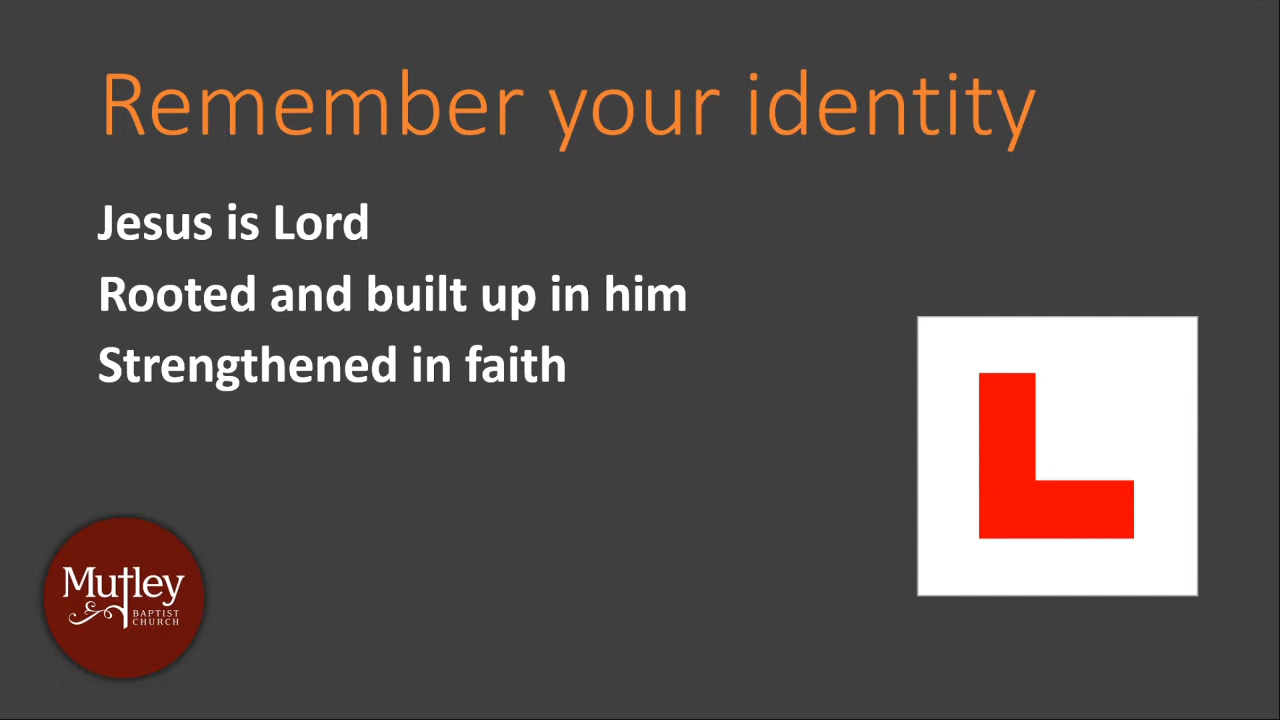 Remember your identity
Jesus is Lord
Rooted and built up in him
Strengthened in faith
L
Mutley
BAPTIST
CHURCH